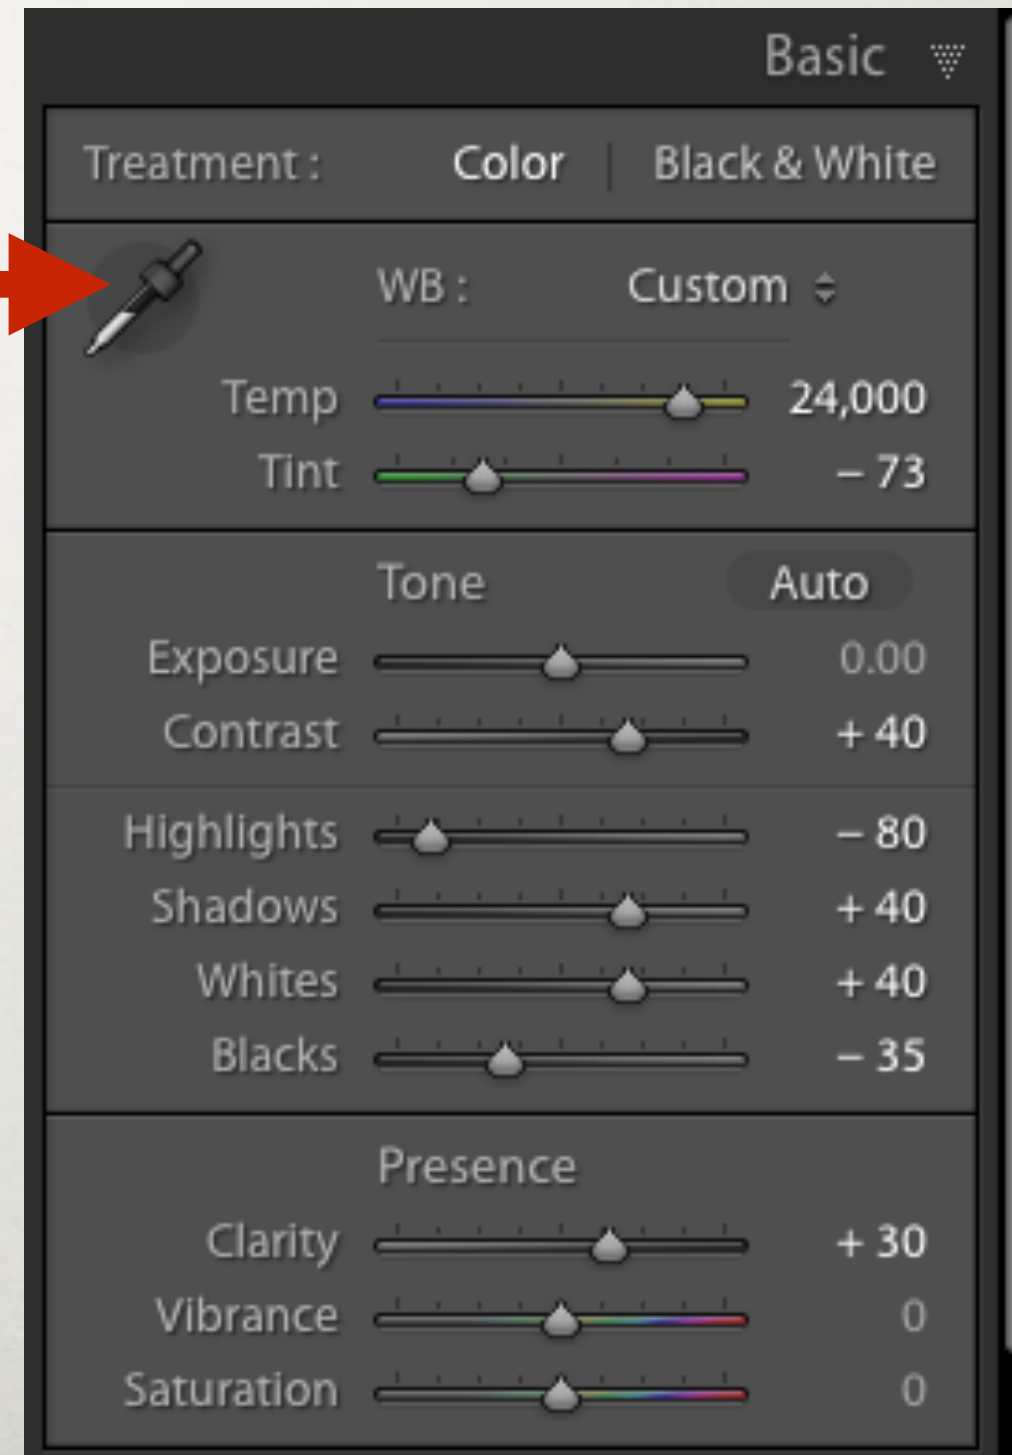 Basic
Treatment : Color | Black & White
WB : Custom
Temp 24,000
Tint – 73
Tone Auto
Exposure 0.00
Contrast + 40
Highlights – 80
Shadows + 40
Whites + 40
Blacks – 35
Presence
Clarity + 30
Vibrance 0
Saturation 0